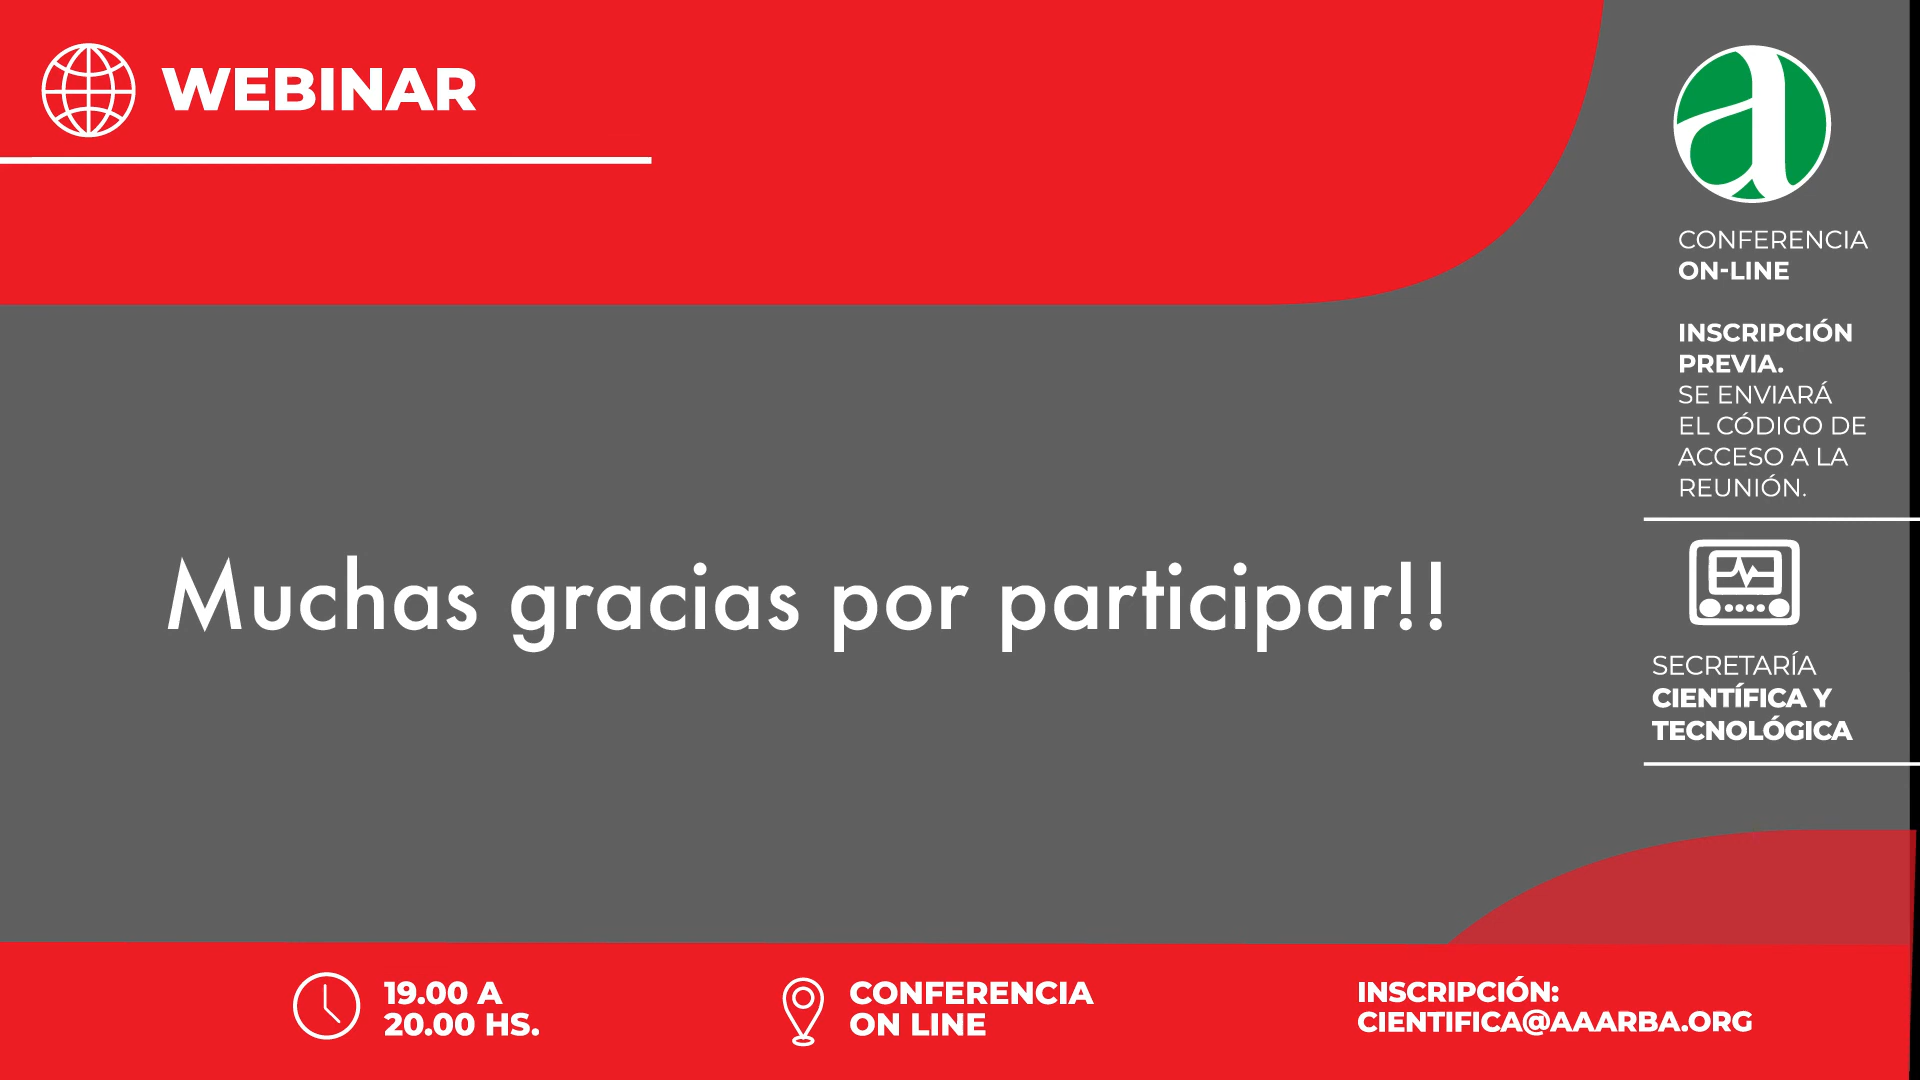 WEBINAR
CONFERENCIA
ON-LINE
INSCRIPCIÓN
PREVIA.
SE ENVIARÁ
EL CÓDIGO DE
ACCESO A LA
REUNIÓN.
Muchas gracias por participar!!
SECRETARÍA
CIENTÍFICA Y
TECNOLÓGICA
19.00 A
20.00 HS.
CONFERENCIA
ON LINE
INSCRIPCIÓN:
CIENTIFICA@AAARBA.ORG